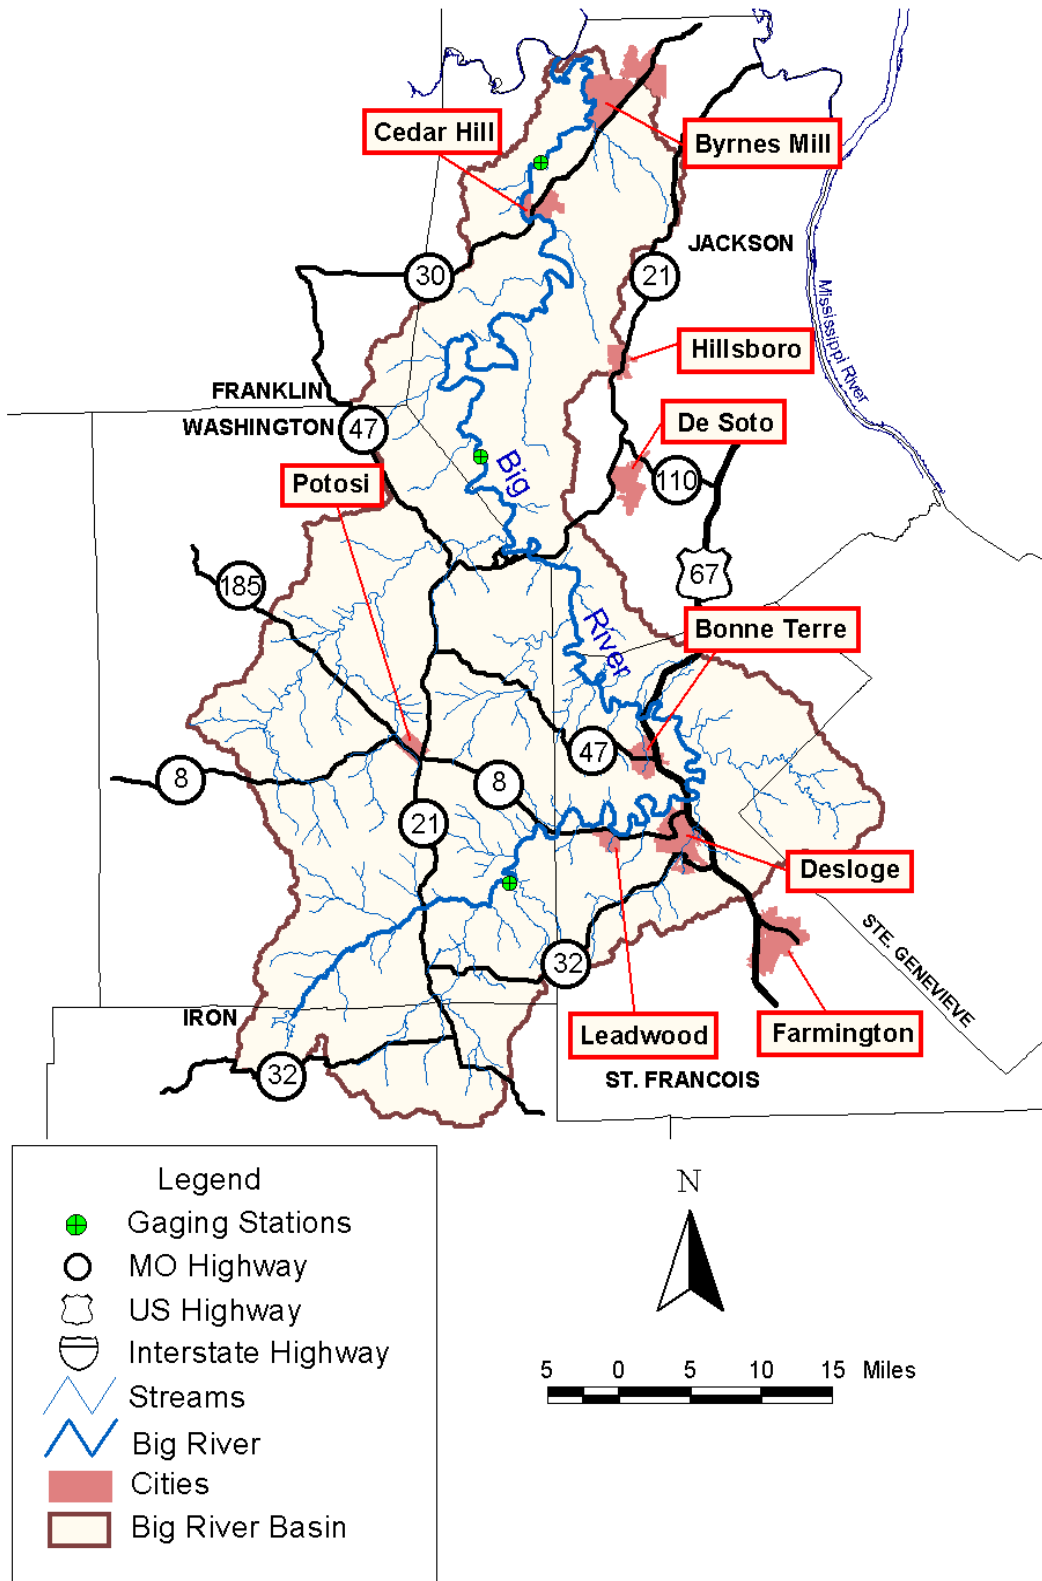 Cedar Hill
Byrnes Mill
JACKSON
30
21
Mississippi River
Hillsboro
FRANKLIN
WASHINGTON
47
De Soto
Big
110
Potosi
185
67
River
Bonne Terre
47
8
8
21
Desloge
32
STE. GENEVIEVE
IRON
Leadwood
Farmington
32
ST. FRANCOIS
Legend
Gaging Stations
MO Highway
US Highway
Interstate Highway
Streams
Big River
Cities
Big River Basin
N
5 0 5 10 15 Miles